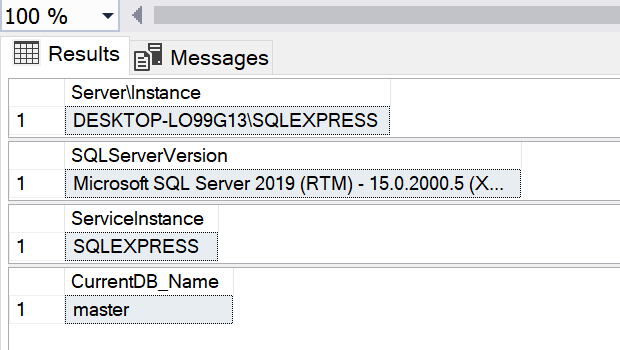 100 %
Results Messages
Server\Instance
1 DESKTOP-LO99G13\SQLEXPRESS
SQLServerVersion
1 Microsoft SQL Server 2019 (RTM) - 15.0.2000.5 (X...
ServiceInstance
1 SQLEXPRESS
CurrentDB_Name
1 master